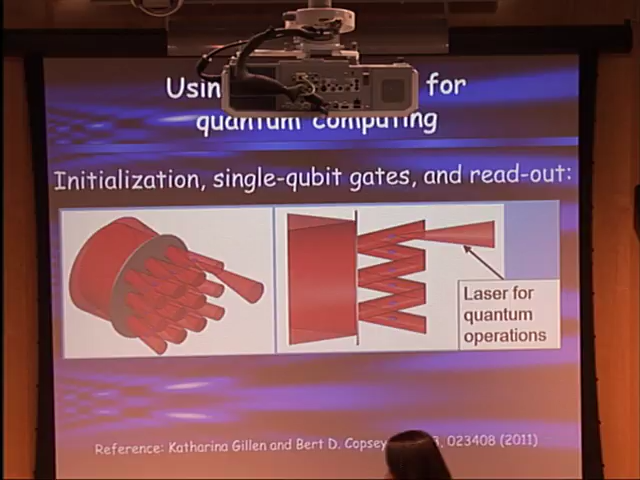 Usin for
quantum computing
Initialization, single-qubit gates, and read-out:
Laser for
quantum
operations
Reference: Katharina Gillen and Bert D. Copsey 023408 (2011)